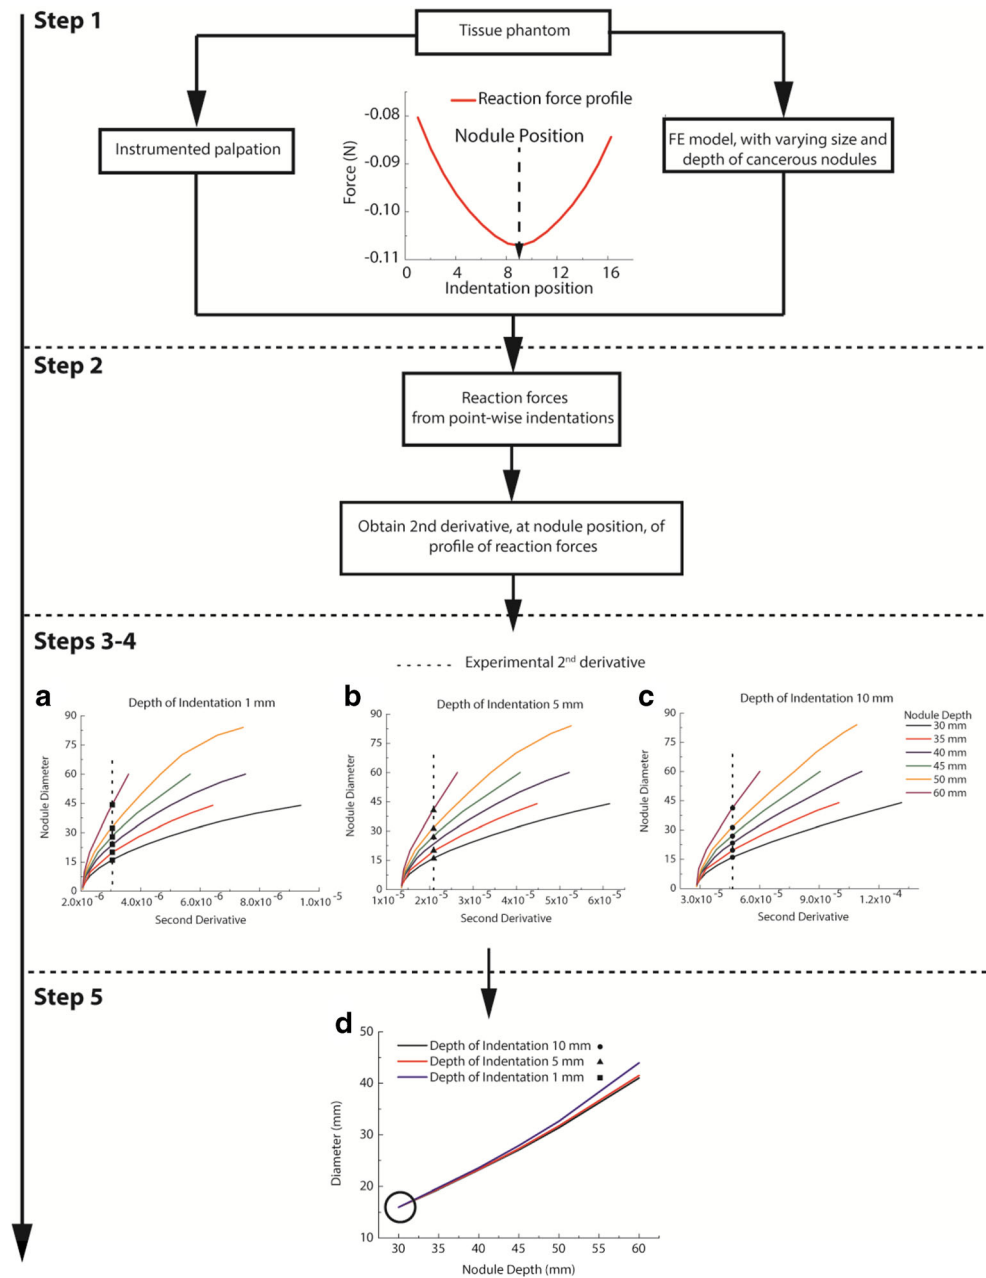 Step 1
Tissue phantom
Instrumented palpation
Reaction force profile
Nodule Position
Force (N)
-0.08
-0.09
-0.10
-0.11
0 4 8 12 16
Indentation position
FE model, with varying size and
depth of cancerous nodules
Step 2
Reaction forces
from point-wise indentations
Obtain 2nd derivative, at nodule position, of
profile of reaction forces
Steps 3-4
Experimental 2nd derivative
a
Depth of Indentation 1 mm
Nodule Diameter
90
75
60
45
30
15
0
2.0x10-6 4.0x10-6 6.0x10-6 8.0x10-6 1.0x10-5
Second Derivative
b
Depth of Indentation 5 mm
Nodule Diameter
90
75
60
45
30
15
0
1x10-5 2x10-5 3x10-5 4x10-5 5x10-5 6x10-5
Second Derivative
c
Depth of Indentation 10 mm
Nodule Diameter
90
75
60
45
30
15
0
3.0x10-5 6.0x10-5 9.0x10-5 1.2x10-4
Second Derivative
Nodule Depth
30 mm
35 mm
40 mm
45 mm
50 mm
60 mm
Step 5
d
Depth of Indentation 10 mm
Depth of Indentation 5 mm
Depth of Indentation 1 mm
Diameter (mm)
50
40
30
20
10
30 35 40 45 50 55 60
Nodule Depth (mm)